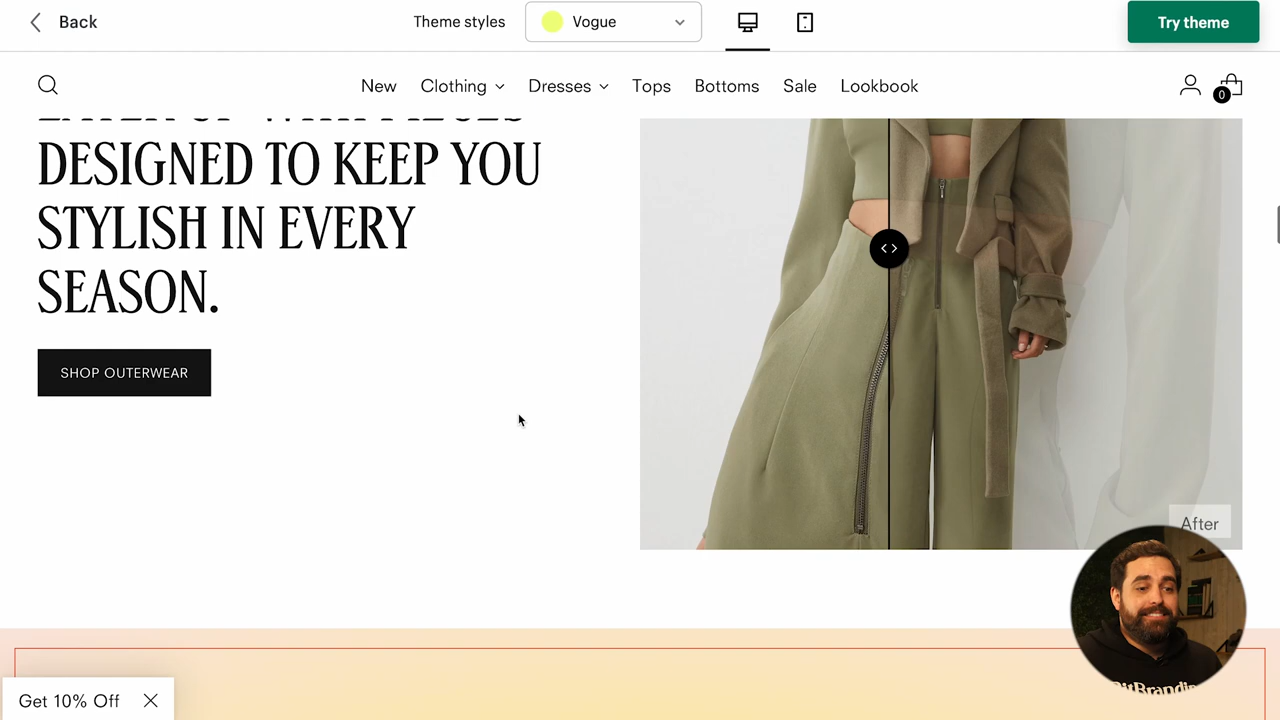 Back
Theme styles
Vogue
Try theme
New Clothing Dresses Tops Bottoms Sale Lookbook
0
DESIGNED TO KEEP YOU
STYLISH IN EVERY
SEASON.
SHOP OUTERWEAR
After
Get 10% Off